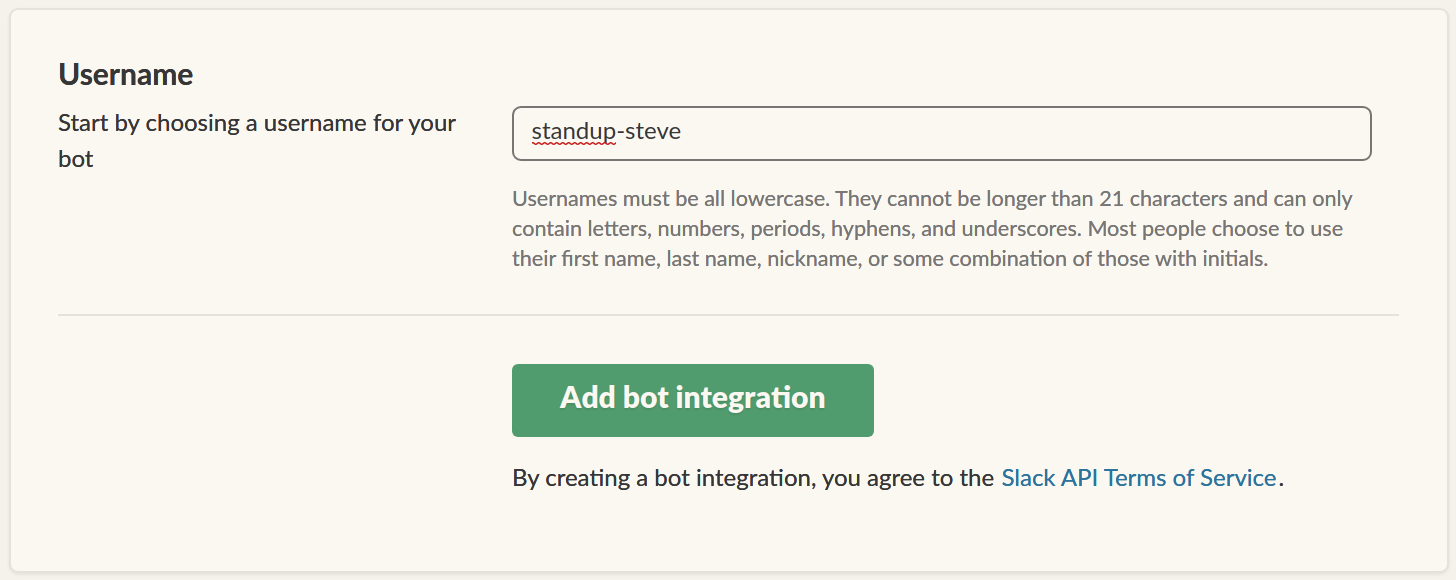 Username
Start by choosing a username for your
bot
standup-steve
Usernames must be all lowercase. They cannot be longer than 21 characters and can only
contain letters, numbers, periods, hyphens, and underscores. Most people choose to use
their first name, last name, nickname, or some combination of those with initials.
Add bot integration
By creating a bot integration, you agree to the Slack API Terms of Service.